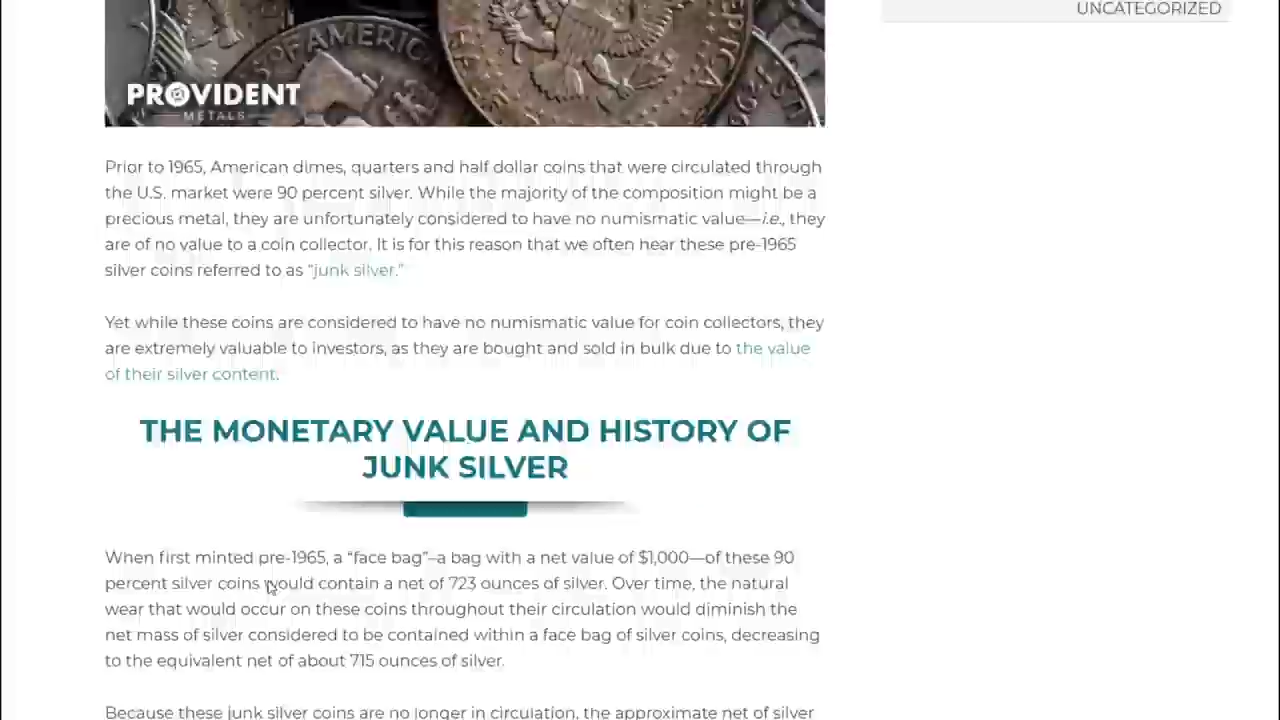 UNCATEGORIZED
OF AMERIC
PROVIDENT
METALS
Prior to 1965, American dimes, quarters and half dollar coins that were circulated through
the U.S. market were 90 percent silver. While the majority of the composition might be a
precious metal, they are unfortunately considered to have no numismatic value—i.e., they
are of no value to a coin collector. It is for this reason that we often hear these pre-1965
silver coins referred to as “junk silver.”
Yet while these coins are considered to have no numismatic value for coin collectors, they
are extremely valuable to investors, as they are bought and sold in bulk due to the value
of their silver content.
THE MONETARY VALUE AND HISTORY OF
JUNK SILVER
When first minted pre-1965, a “face bag”–a bag with a net value of $1,000—of these 90
percent silver coins would contain a net of 723 ounces of silver. Over time, the natural
wear that would occur on these coins throughout their circulation would diminish the
net mass of silver considered to be contained within a face bag of silver coins, decreasing
to the equivalent net of about 715 ounces of silver.
Because these junk silver coins are no longer in circulation, the approximate net of silver